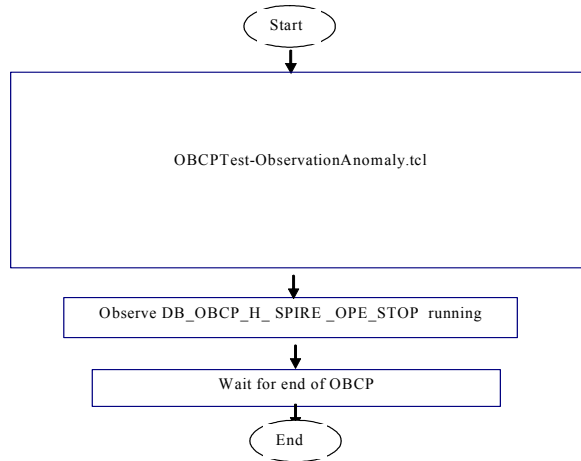 Start
OBCPTest-ObservationAnomaly.tcl
Observe DB_OBCP_H_ SPIRE _OPE_STOP running
Wait for end of OBCP
End